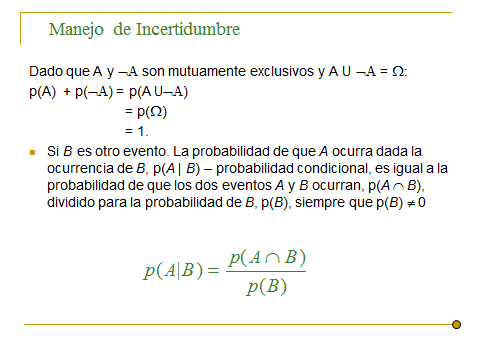 Manejo de Incertidumbre
Dado que A y ¬A son mutuamente exclusivos y A U ¬A = Ω:
p(A) + p(¬A) = p(A U¬A)
= p(Ω)
= 1.
Si B es otro evento. La probabilidad de que A ocurra dada la
ocurrencia de B, p(A | B) – probabilidad condicional, es igual a la
probabilidad de que los dos eventos A y B ocurran, p(A ∩ B),
dividido para la probabilidad de B, p(B), siempre que p(B) ≠ 0
p(A|B) = p(A ∩ B) / p(B)